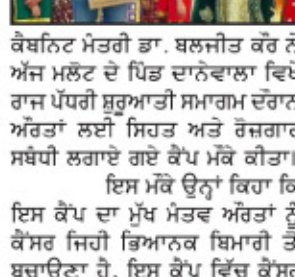 ਕੈਬਨਿਟ ਮੰਤਰੀ ਡਾ. ਬਲਜੀਤ ਕੌਰ ਨੇ
ਅੱਜ ਮਲੋਟ ਦੇ ਪਿੰਡ ਦਾਨੇਵਾਲਾ ਵਿਖੇ
ਰਾਜ ਪੱਧਰੀ ਸ਼ੁਰੂਆਤੀ ਸਮਾਗਮ ਦੌਰਾਨ
ਔਰਤਾਂ ਲਈ ਸਿਹਤ ਅਤੇ ਰੋਜ਼ਗਾਰ
ਸਬੰਧੀ ਲਗਾਏ ਗਏ ਕੈਂਪ ਮੌਕੇ ਕੀਤਾ।
ਇਸ ਮੌਕੇ ਉਨ੍ਹਾਂ ਕਿਹਾ ਕਿ
ਇਸ ਕੈਂਪ ਦਾ ਮੁੱਖ ਮੰਤਵ ਔਰਤਾਂ ਨੂੰ
ਕੈਂਸਰ ਜਿਹੀ ਭਿਆਨਕ ਬਿਮਾਰੀ ਤੋਂ
ਬਚਾਉਣਾ ਹੈ, ਇਸ ਕੈਂਪ ਵਿੱਚ ਕੈਂਸਰ